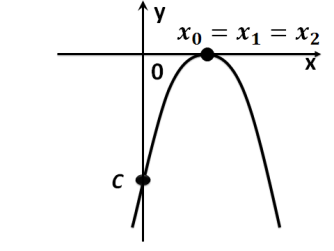 y
x₀ = x₁ = x₂
x
0
C